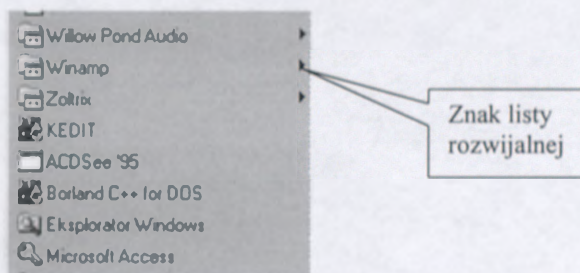 Willow Pond Audio
Winamp
Zoltrix
KEDIT
ACDSee '95
Borland C++ for DOS
Eksplorator Windows
Microsoft Access
Znak listy
rozwijalnej